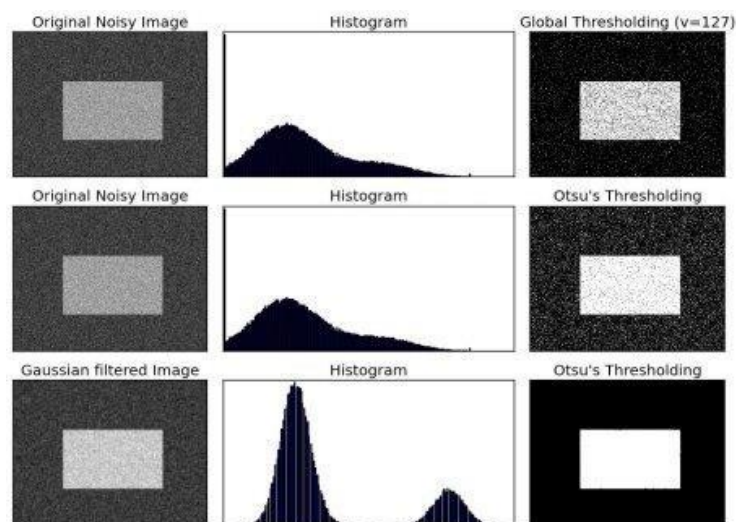 Original Noisy Image
Histogram
Global Thresholding (v=127)
Original Noisy Image
Histogram
Otsu's Thresholding
Gaussian filtered Image
Histogram
Otsu's Thresholding